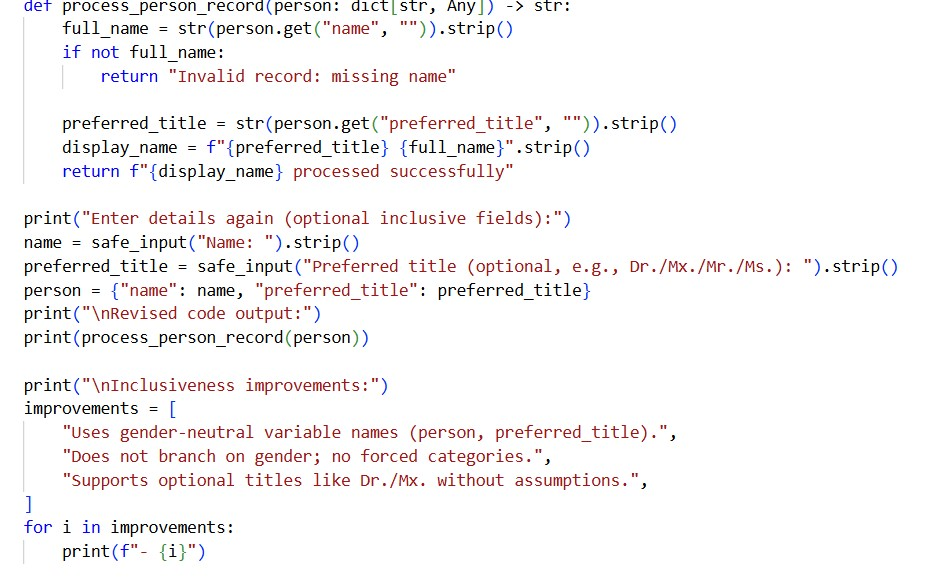 def process_person_record(person: dict[str, Any]) -> str:
    full_name = str(person.get("name", "")).strip()
    if not full_name:
        return "Invalid record: missing name"

    preferred_title = str(person.get("preferred_title", "")).strip()
    display_name = f"{preferred_title} {full_name}".strip()
    return f"{display_name} processed successfully"

print("Enter details again (optional inclusive fields):")
name = safe_input("Name: ").strip()
preferred_title = safe_input("Preferred title (optional, e.g., Dr./Mx./Mr./Ms.): ").strip()
person = {"name": name, "preferred_title": preferred_title}
print("\nRevised code output:")
print(process_person_record(person))

print("\nInclusiveness improvements:")
improvements = [
    "Uses gender-neutral variable names (person, preferred_title).",
    "Does not branch on gender; no forced categories.",
    "Supports optional titles like Dr./Mx. without assumptions.",
]
for i in improvements:
    print(f"- {i}")